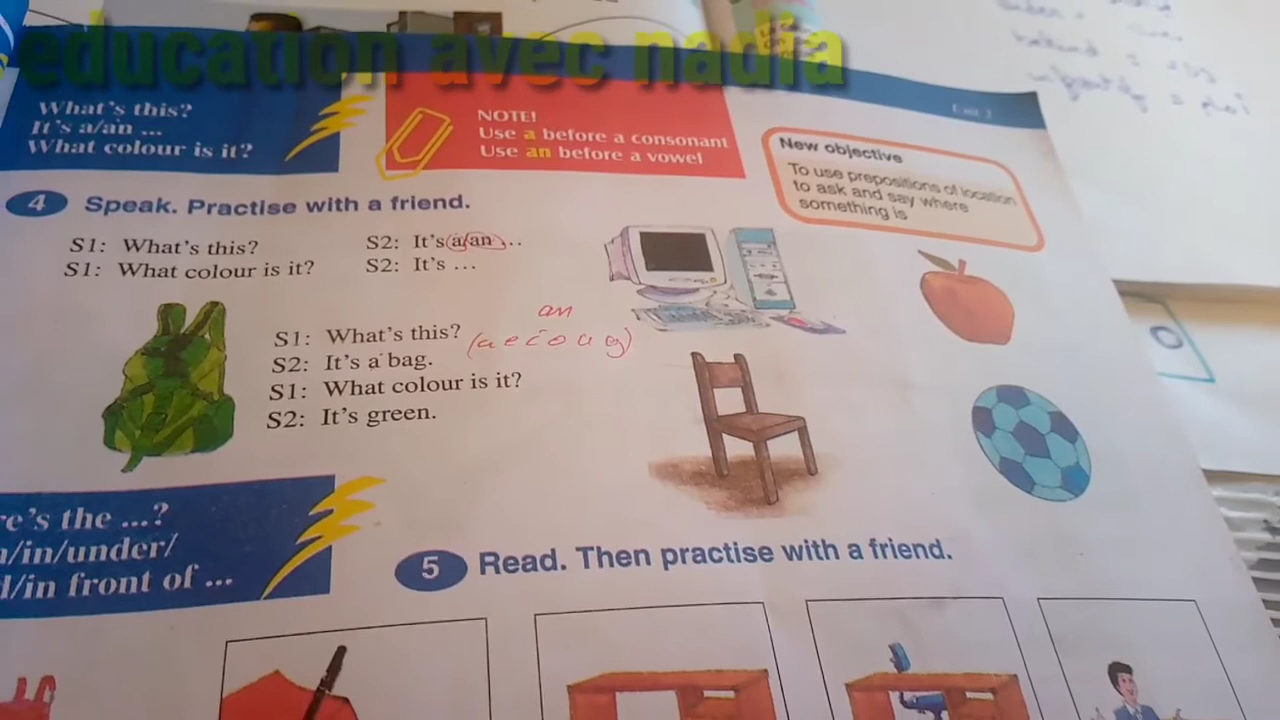 education avec nadia
What's this?
It's a/an ...
What colour is it?
NOTE!
Use a before a consonant
Use an before a vowel
Unit 2
New objective
To use prepositions of location
to ask and say where
something is
4 Speak. Practise with a friend.
S1: What's this? S2: It's a/an ...
S1: What colour is it? S2: It's ...
an
S1: What's this? (a e i o u y)
S2: It's a bag.
S1: What colour is it?
S2: It's green.
re's the ...?
/in/under/
/in front of ...
5 Read. Then practise with a friend.